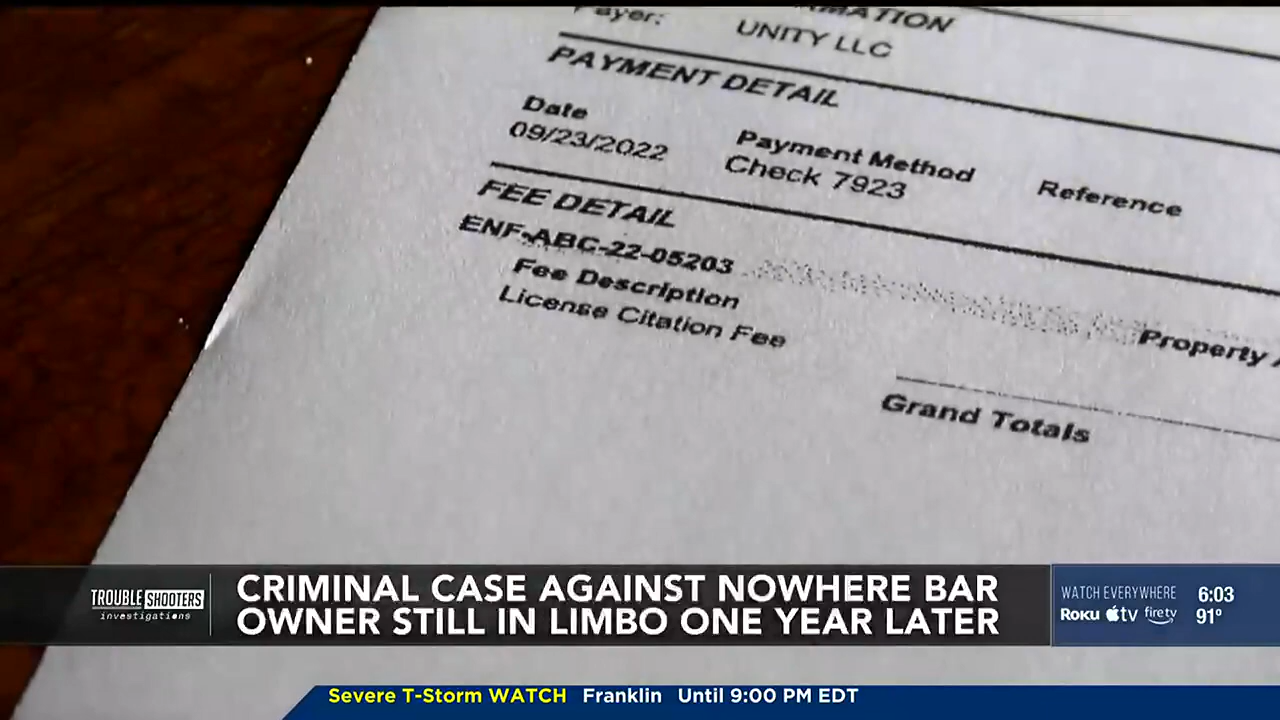 UNITY LLC
PAYMENT DETAIL
Date Payment Method Reference
09/23/2022 Check 7923
FEE DETAIL
ENF-ABC-22-05203
Fee Description Property
License Citation Fee
Grand Totals
TROUBLE SHOOTERS
investigations
CRIMINAL CASE AGAINST NOWHERE BAR
OWNER STILL IN LIMBO ONE YEAR LATER
WATCH EVERYWHERE
Roku tv firetv
6:03
91°
Severe T-Storm WATCH Franklin Until 9:00 PM EDT